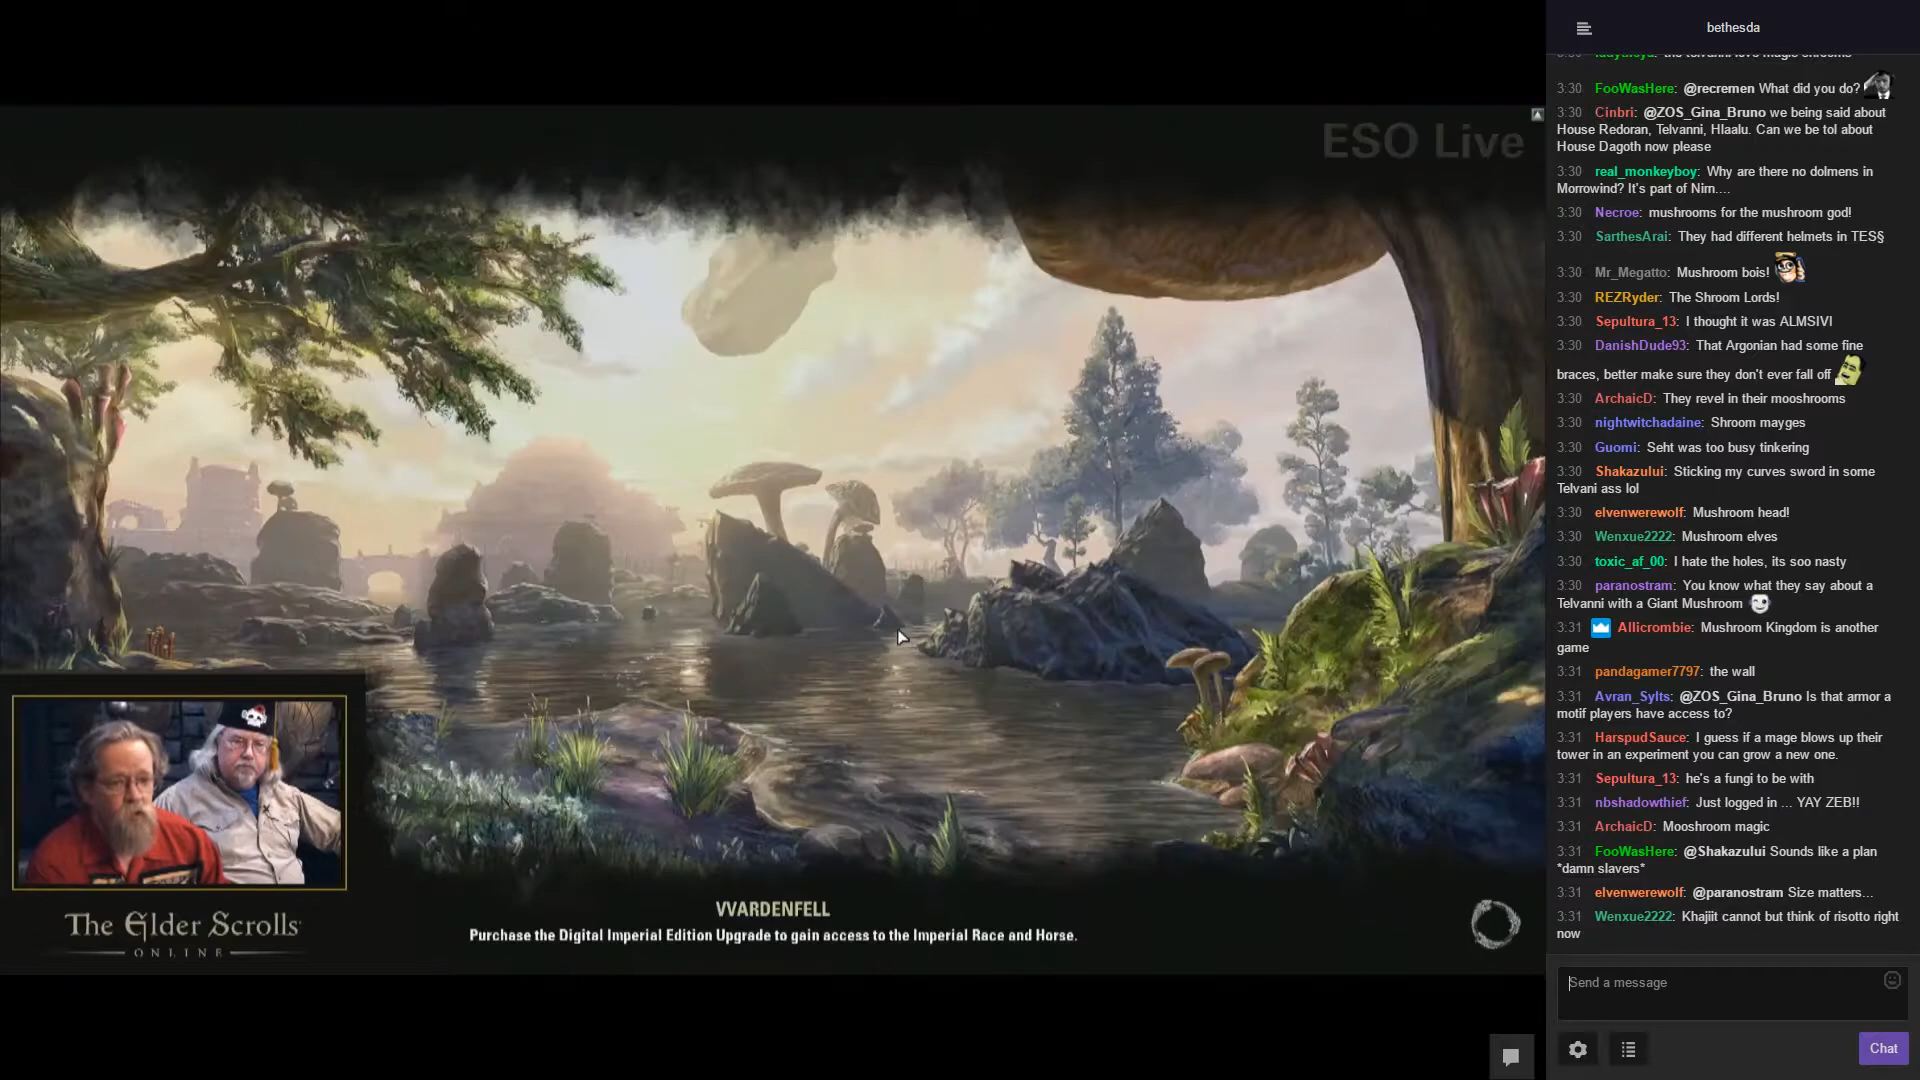 ESO Live
VVARDENFELL
Purchase the Digital Imperial Edition Upgrade to gain access to the Imperial Race and Horse.
The Elder Scrolls
ONLINE
bethesda
3:30 FooWasHere: @recremen What did you do?
3:30 Cinbri: @ZOS_Gina_Bruno we being said about
House Redoran, Telvanni, Hlaalu. Can we be tol about
House Dagoth now please
3:30 real_monkeyboy: Why are there no dolmens in
Morrowind? It's part of Nirn....
3:30 Necroe: mushrooms for the mushroom god!
3:30 SarthesArai: They had different helmets in TES§
3:30 Mr_Megatto: Mushroom bois!
3:30 REZRyder: The Shroom Lords!
3:30 Sepultura_13: I thought it was ALMSIVI
3:30 DanishDude93: That Argonian had some fine
braces, better make sure they don't ever fall off
3:30 ArchaicD: They revel in their mooshrooms
3:30 nightwitchadaine: Shroom mayges
3:30 Guomi: Seht was too busy tinkering
3:30 Shakazului: Sticking my curves sword in some
Telvani ass lol
3:30 elvenwerewolf: Mushroom head!
3:30 Wenxue2222: Mushroom elves
3:30 toxic_af_00: I hate the holes, its soo nasty
3:30 paranostram: You know what they say about a
Telvanni with a Giant Mushroom
3:31 Allicrombie: Mushroom Kingdom is another
game
3:31 pandagamer7797: the wall
3:31 Avran_Sylts: @ZOS_Gina_Bruno Is that armor a
motif players have access to?
3:31 HarspudSauce: I guess if a mage blows up their
tower in an experiment you can grow a new one.
3:31 Sepultura_13: he's a fungi to be with
3:31 nbshadowthief: Just logged in ... YAY ZEB!!
3:31 ArchaicD: Mooshroom magic
3:31 FooWasHere: @Shakazului Sounds like a plan
*damn slavers*
3:31 elvenwerewolf: @paranostram Size matters...
3:31 Wenxue2222: Khajiit cannot but think of risotto right
now
Send a message
Chat